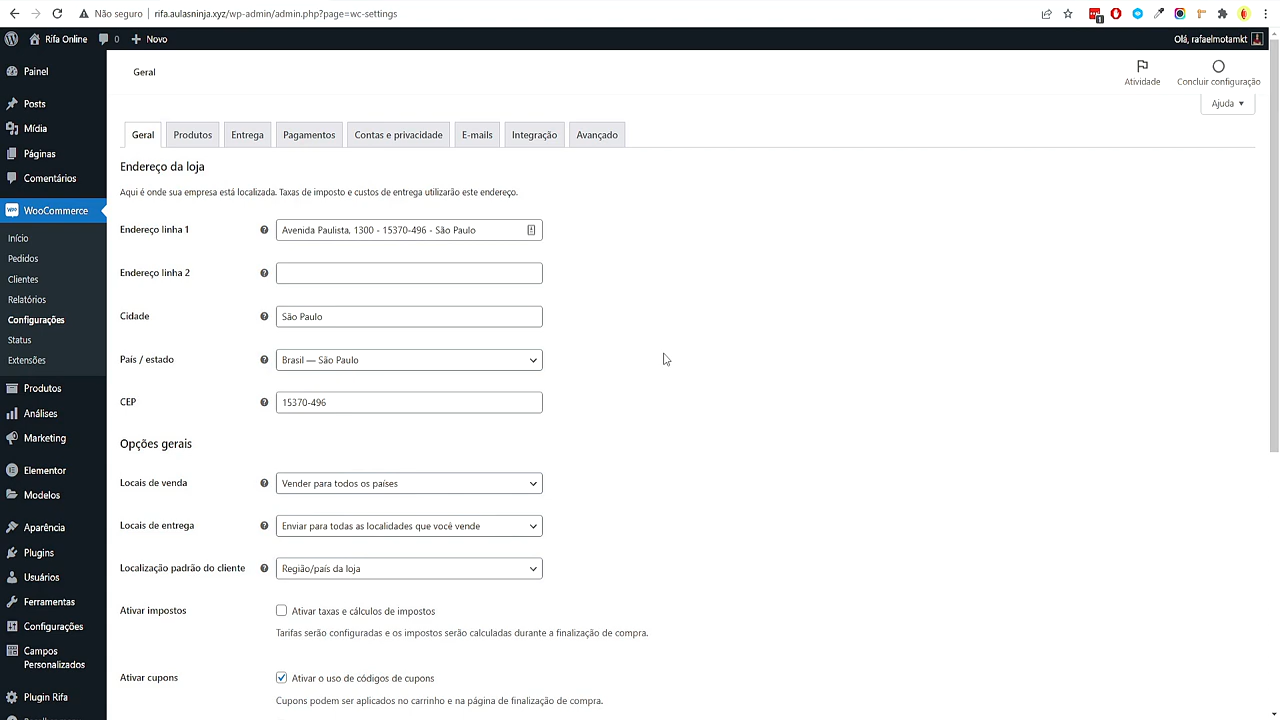 Não seguro | rifa.aulasninja.xyz/wp-admin/admin.php?page=wc-settings
1
Rifa Online 0 Novo
Olá, rafaelmotamkt
Painel
Posts
Mídia
Páginas
Comentários
WooCommerce
Início
Pedidos
Clientes
Relatórios
Configurações
Status
Extensões
Produtos
Análises
Marketing
Elementor
Modelos
Aparência
Plugins
Usuários
Ferramentas
Configurações
Campos
Personalizados
Plugin Rifa
Geral
Atividade
Concluir configuração
Ajuda
Geral Produtos Entrega Pagamentos Contas e privacidade E-mails Integração Avançado
Endereço da loja
Aqui é onde sua empresa está localizada. Taxas de imposto e custos de entrega utilizarão este endereço.
Endereço linha 1 Avenida Paulista, 1300 - 15370-496 - São Paulo
Endereço linha 2
Cidade São Paulo
País / estado Brasil — São Paulo
CEP 15370-496
Opções gerais
Locais de venda Vender para todos os países
Locais de entrega Enviar para todas as localidades que você vende
Localização padrão do cliente Região/país da loja
Ativar impostos Ativar taxas e cálculos de impostos
Tarifas serão configuradas e os impostos serão calculadas durante a finalização de compra.
Ativar cupons Ativar o uso de códigos de cupons
Cupons podem ser aplicados no carrinho e na página de finalização de compra.